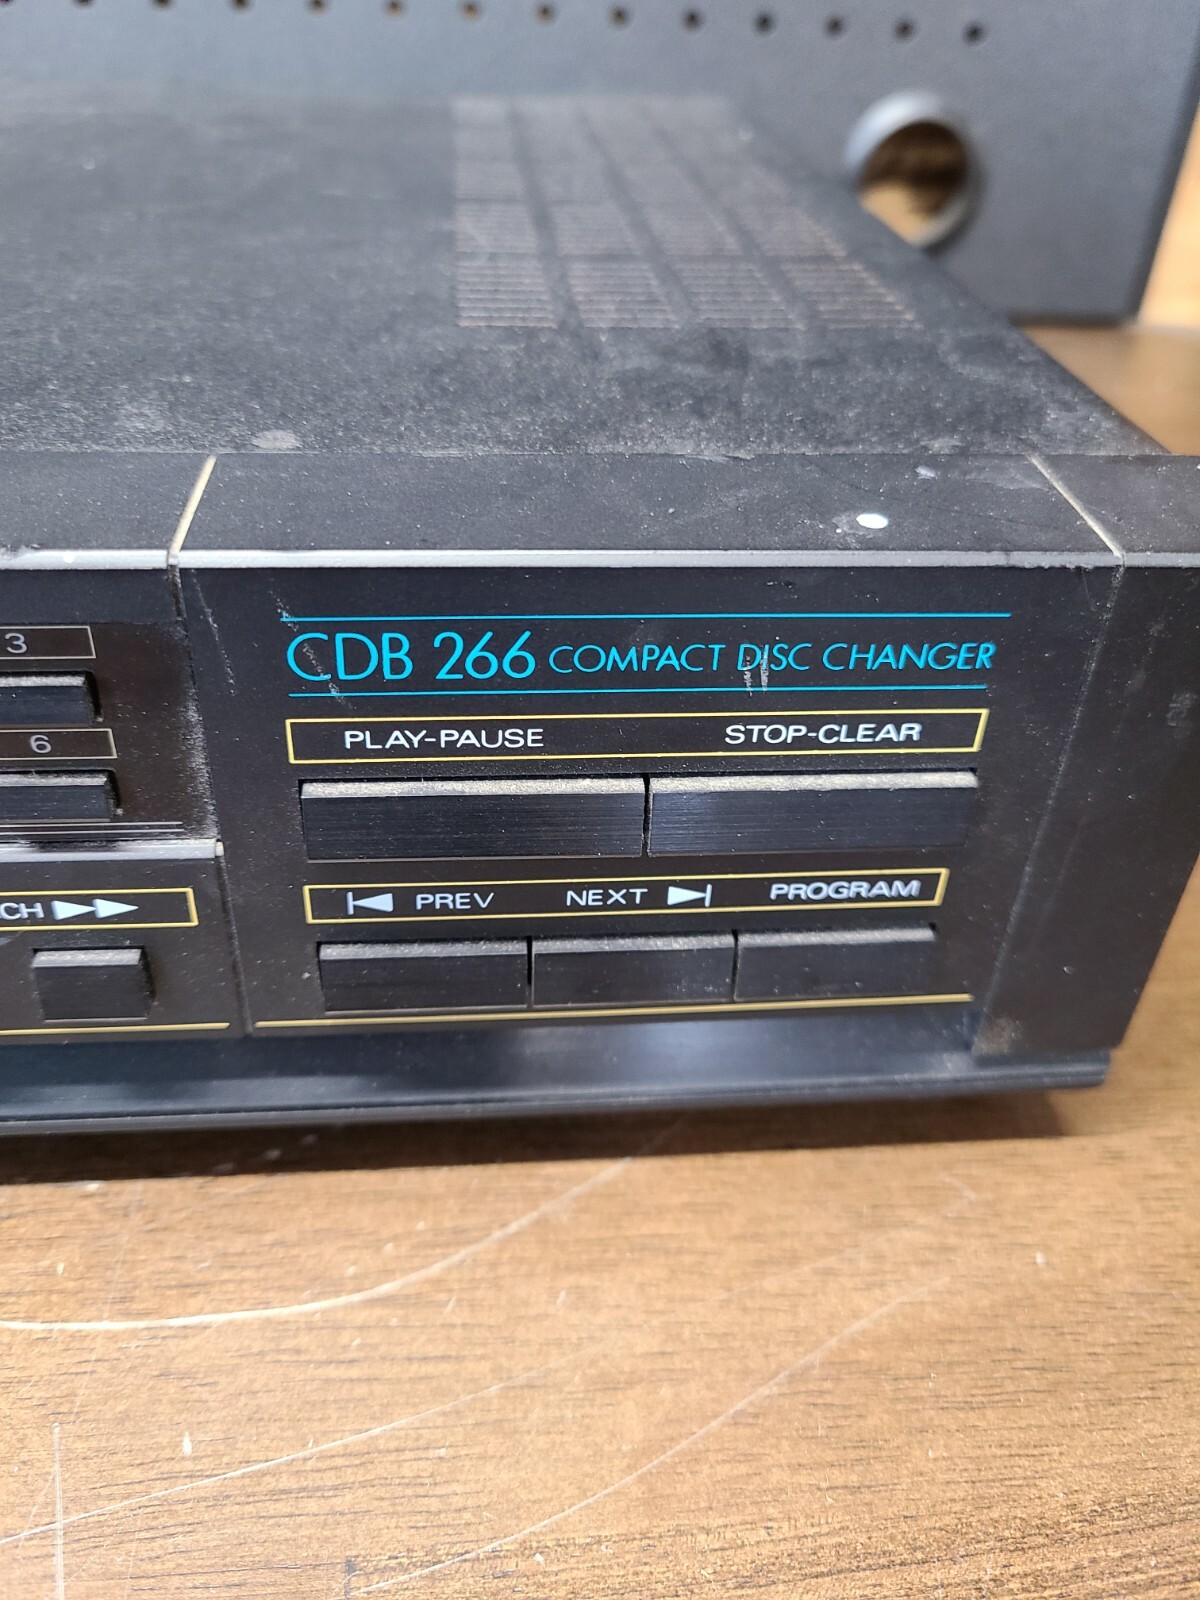 3
CDB 266 COMPACT DISC CHANGER
6
PLAY-PAUSE STOP-CLEAR
CH
PREV NEXT PROGRAM